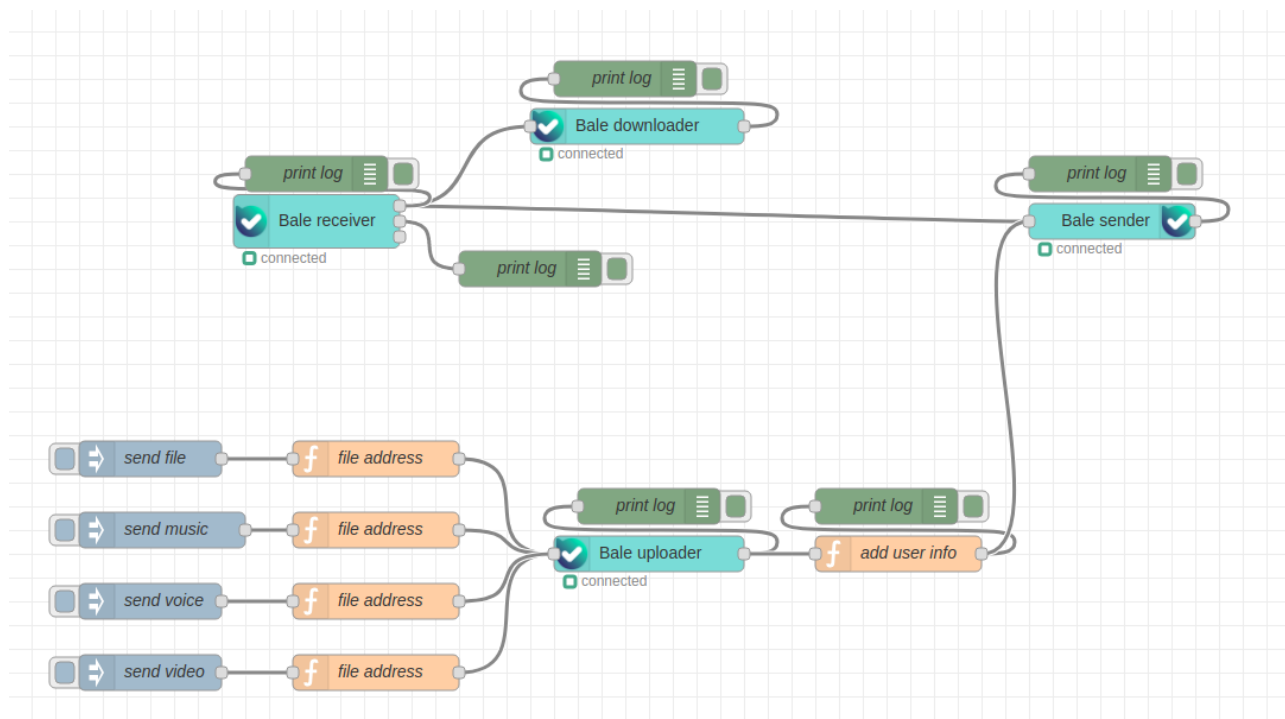 print log
Bale downloader
connected
print log
print log
Bale receiver
Bale sender
connected
connected
print log
send file
file address
print log
print log
send music
file address
Bale uploader
add user info
connected
send voice
file address
send video
file address